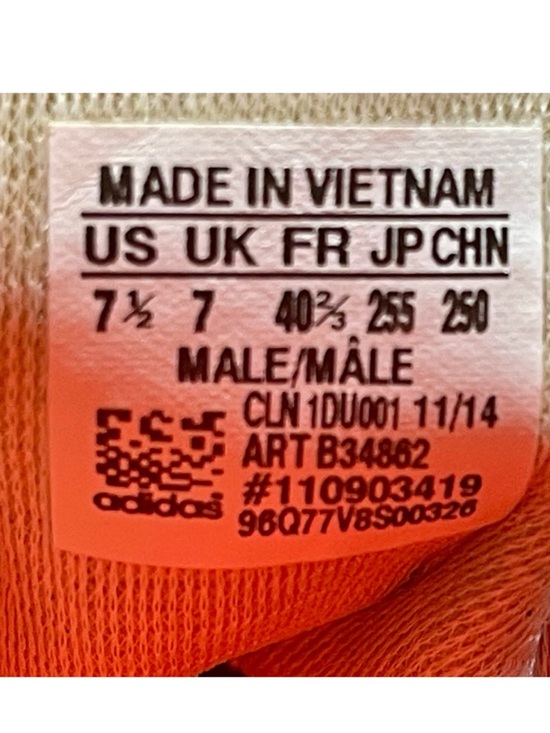 MADE IN VIETNAM
US UK FR JP CHN
7½ 7 40⅔ 255 250
MALE/MÂLE
CLN 1DU001 11/14
ART B34862
#110903419
adidas
96Q77V8S00326